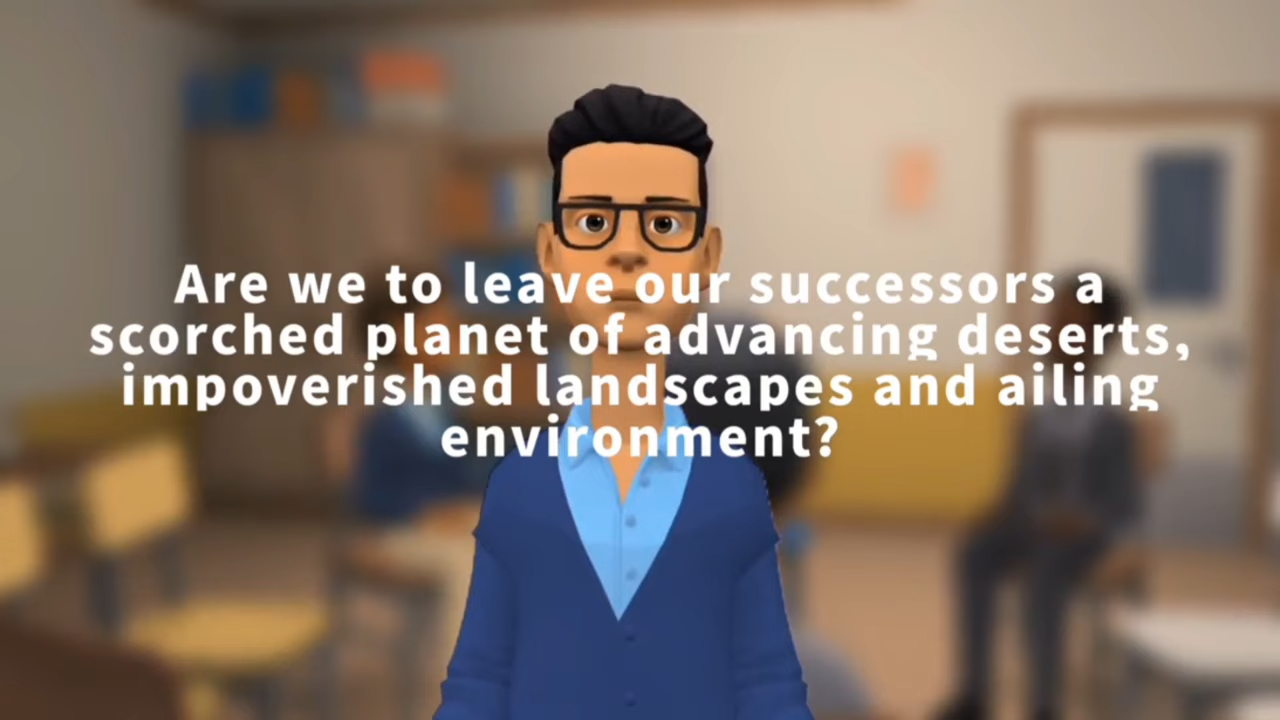 Are we to leave our successors a
scorched planet of advancing deserts,
impoverished landscapes and ailing
environment?